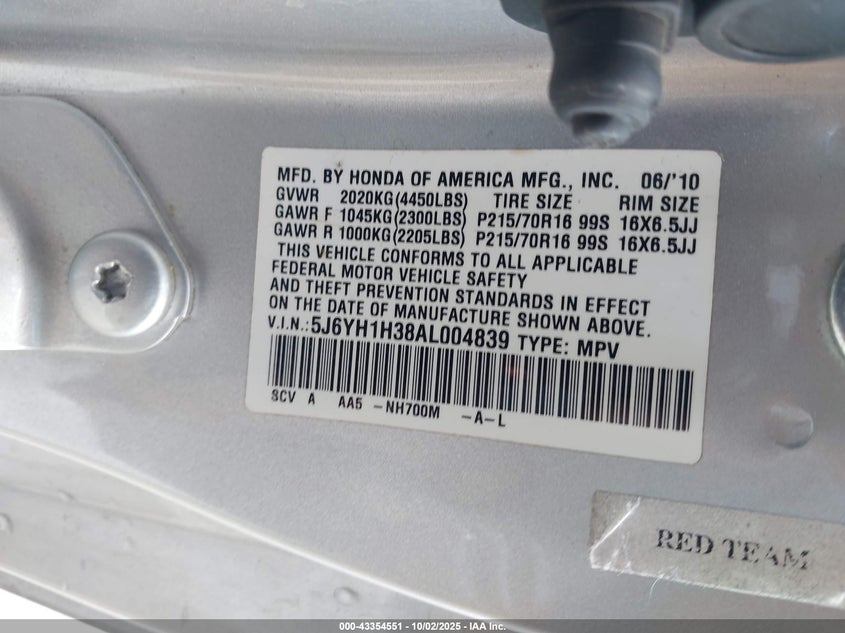 MFD. BY HONDA OF AMERICA MFG., INC. 06/'10
GVWR 2020KG(4450LBS) TIRE SIZE RIM SIZE
GAWR F 1045KG(2300LBS) P215/70R16 99S 16X6.5JJ
GAWR R 1000KG(2205LBS) P215/70R16 99S 16X6.5JJ
THIS VEHICLE CONFORMS TO ALL APPLICABLE
FEDERAL MOTOR VEHICLE SAFETY
AND THEFT PREVENTION STANDARDS IN EFFECT
ON THE DATE OF MANUFACTURE SHOWN ABOVE.
V.I.N.:5J6YH1H38AL004839 TYPE: MPV
SCV A AA5 -NH700M -A-L
RED TEAM
000-43354551 - 10/02/2025 - IAA Inc.